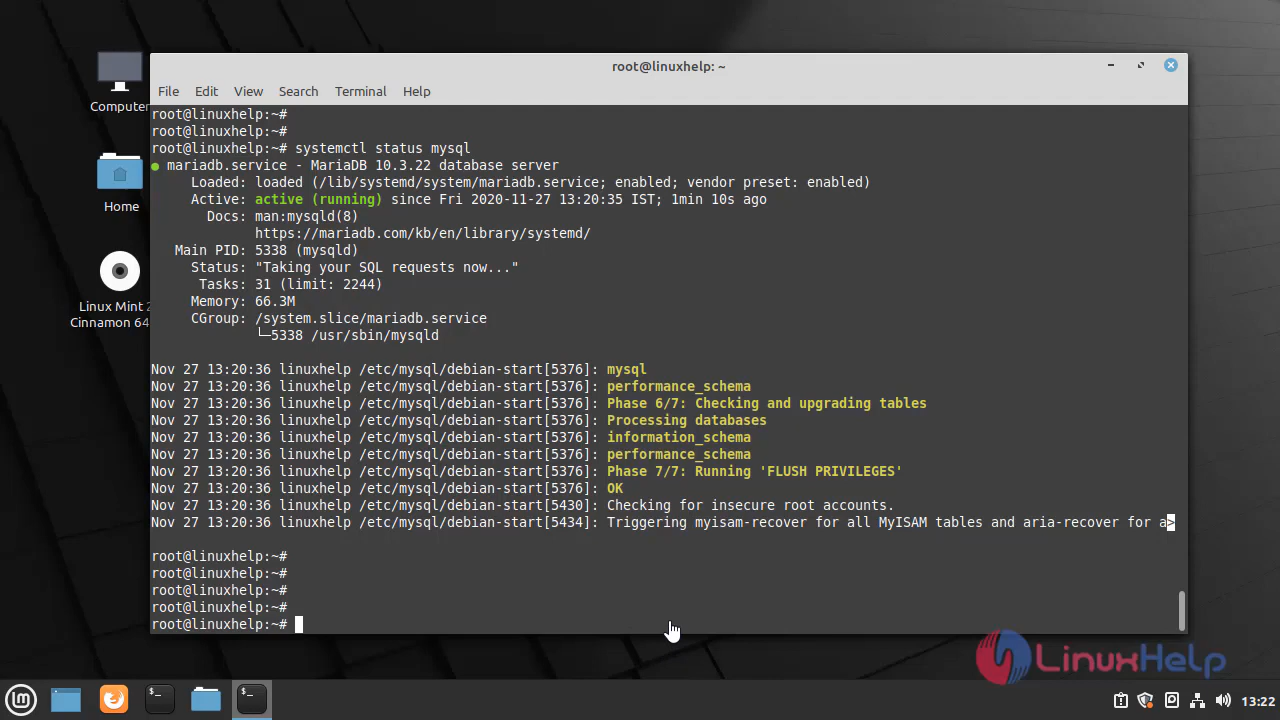 root@linuxhelp: ~
File Edit View Search Terminal Help
root@linuxhelp:~#
root@linuxhelp:~#
root@linuxhelp:~# systemctl status mysql
● mariadb.service - MariaDB 10.3.22 database server
Loaded: loaded (/lib/systemd/system/mariadb.service; enabled; vendor preset: enabled)
Active: active (running) since Fri 2020-11-27 13:20:35 IST; 1min 10s ago
Docs: man:mysqld(8)
https://mariadb.com/kb/en/library/systemd/
Main PID: 5338 (mysqld)
Status: "Taking your SQL requests now..."
Tasks: 31 (limit: 2244)
Memory: 66.3M
CGroup: /system.slice/mariadb.service
└─5338 /usr/sbin/mysqld
Nov 27 13:20:36 linuxhelp /etc/mysql/debian-start[5376]: mysql
Nov 27 13:20:36 linuxhelp /etc/mysql/debian-start[5376]: performance_schema
Nov 27 13:20:36 linuxhelp /etc/mysql/debian-start[5376]: Phase 6/7: Checking and upgrading tables
Nov 27 13:20:36 linuxhelp /etc/mysql/debian-start[5376]: Processing databases
Nov 27 13:20:36 linuxhelp /etc/mysql/debian-start[5376]: information_schema
Nov 27 13:20:36 linuxhelp /etc/mysql/debian-start[5376]: performance_schema
Nov 27 13:20:36 linuxhelp /etc/mysql/debian-start[5376]: Phase 7/7: Running 'FLUSH PRIVILEGES'
Nov 27 13:20:36 linuxhelp /etc/mysql/debian-start[5376]: OK
Nov 27 13:20:36 linuxhelp /etc/mysql/debian-start[5430]: Checking for insecure root accounts.
Nov 27 13:20:36 linuxhelp /etc/mysql/debian-start[5434]: Triggering myisam-recover for all MyISAM tables and aria-recover for a>
root@linuxhelp:~#
root@linuxhelp:~#
root@linuxhelp:~#
root@linuxhelp:~#
root@linuxhelp:~#
Computer
Home
Linux Mint 2
Cinnamon 64
LinuxHelp
13:22